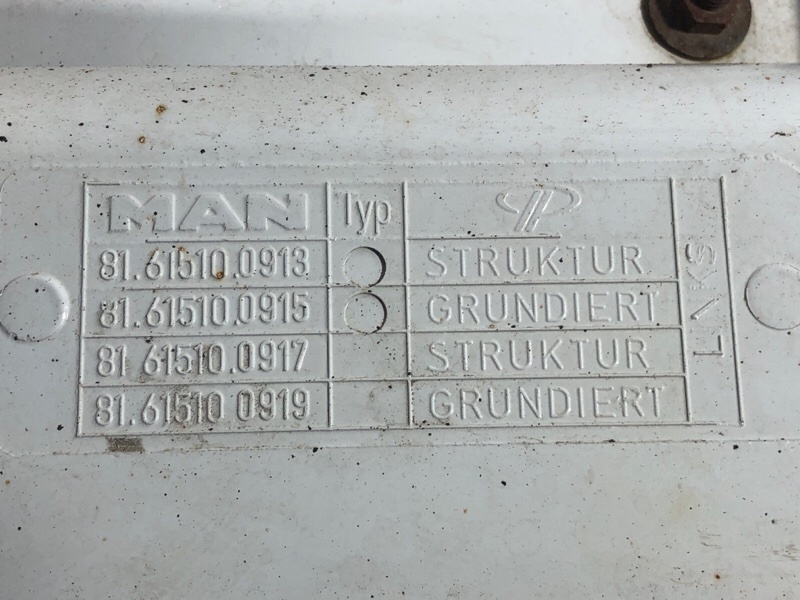 MAN Typ
81.61510.0913 STRUKTUR
81.61510.0915 GRUNDIERT
81.61510.0917 STRUKTUR
81.61510.0919 GRUNDIERT
LINKS